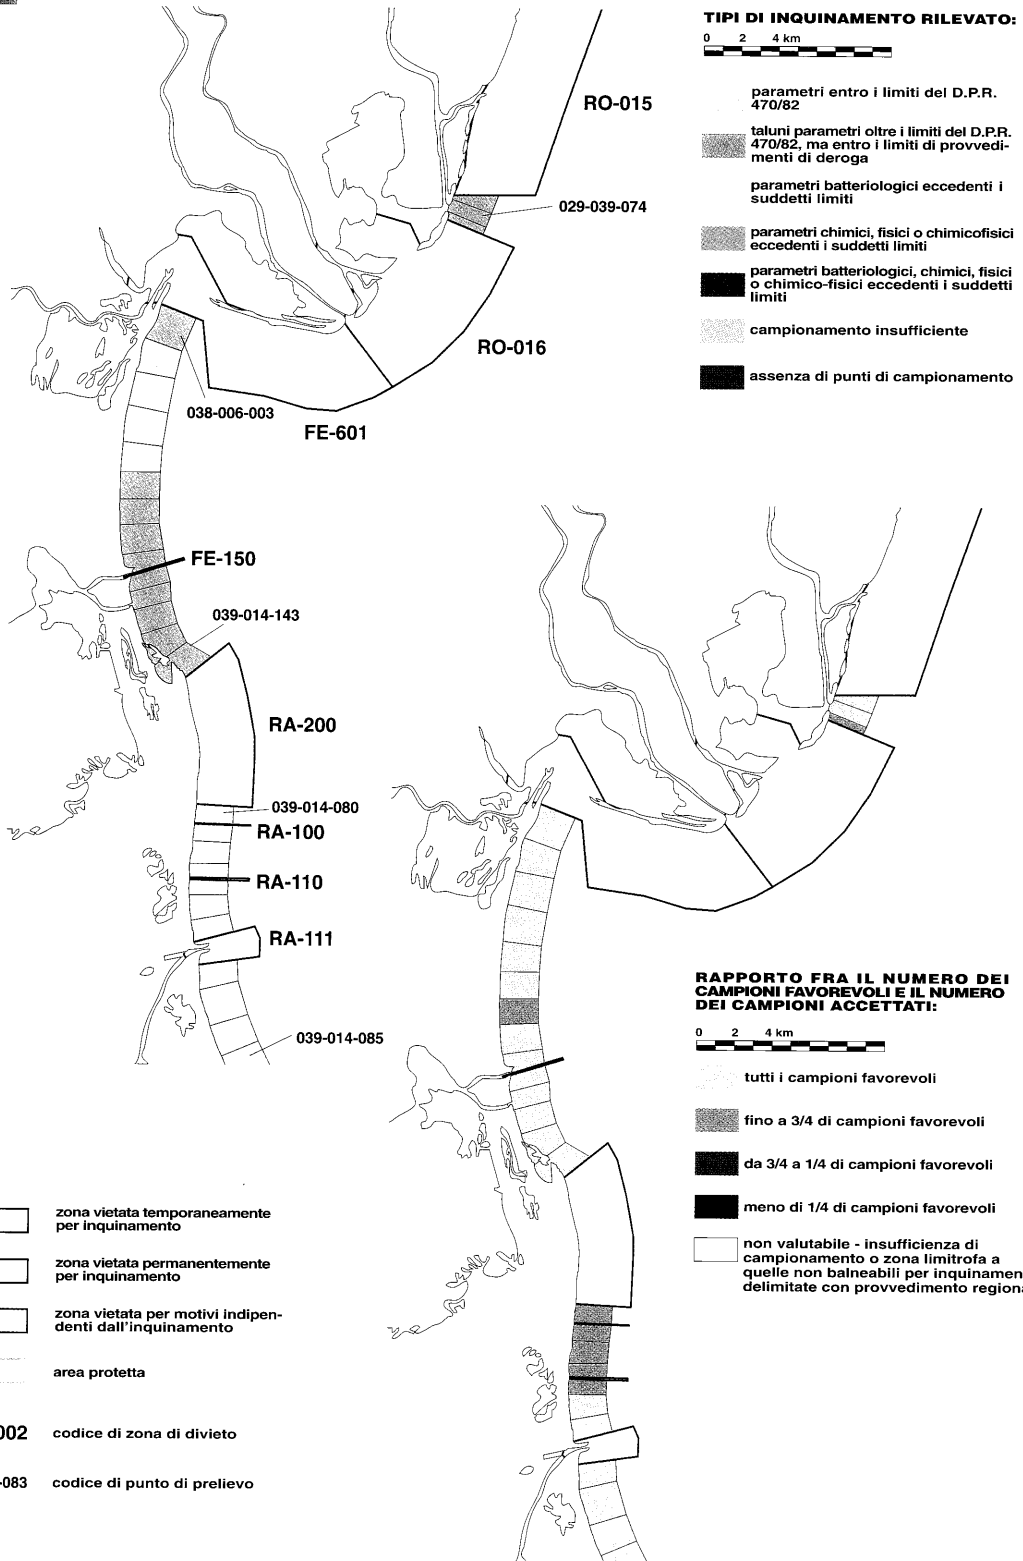 TIPI DI INQUINAMENTO RILEVATO:
0 2 4 km
parametri entro i limiti del D.P.R.
470/82
taluni parametri oltre i limiti del D.P.R.
470/82, ma entro i limiti di provvedi-
menti di deroga
parametri batteriologici eccedenti i
suddetti limiti
parametri chimici, fisici o chimicofisici
eccedenti i suddetti limiti
parametri batteriologici, chimici, fisici
o chimico-fisici eccedenti i suddetti
limiti
campionamento insufficiente
assenza di punti di campionamento
RO-015
029-039-074
RO-016
038-006-003
FE-601
FE-150
039-014-143
RA-200
039-014-080
RA-100
RA-110
RA-111
039-014-085
RAPPORTO FRA IL NUMERO DEI
CAMPIONI FAVOREVOLI E IL NUMERO
DEI CAMPIONI ACCETTATI:
0 2 4 km
tutti i campioni favorevoli
fino a 3/4 di campioni favorevoli
da 3/4 a 1/4 di campioni favorevoli
meno di 1/4 di campioni favorevoli
non valutabile - insufficienza di
campionamento o zona limitrofa a
quelle non balneabili per inquinamen
delimitate con provvedimento regiona
zona vietata temporaneamente
per inquinamento
zona vietata permanentemente
per inquinamento
zona vietata per motivi indipen-
denti dall'inquinamento
area protetta
002 codice di zona di divieto
-083 codice di punto di prelievo